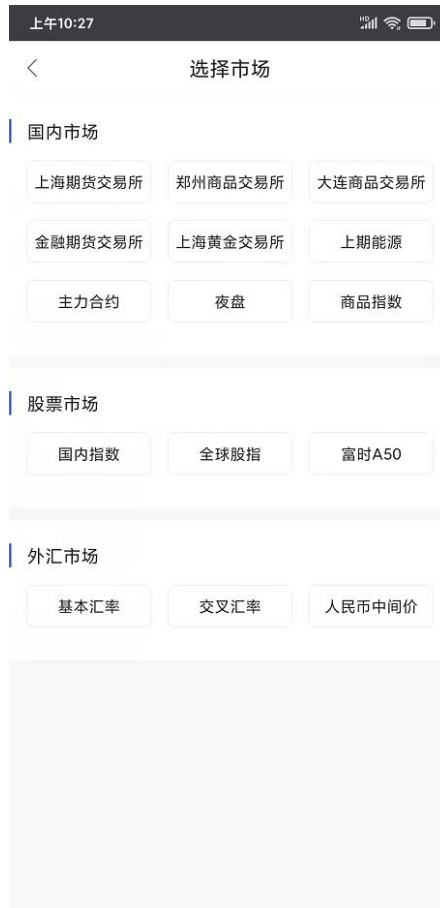 上午10:27
选择市场
国内市场
上海期货交易所 郑州商品交易所 大连商品交易所
金融期货交易所 上海黄金交易所 上期能源
主力合约 夜盘 商品指数
股票市场
国内指数 全球股指 富时A50
外汇市场
基本汇率 交叉汇率 人民币中间价